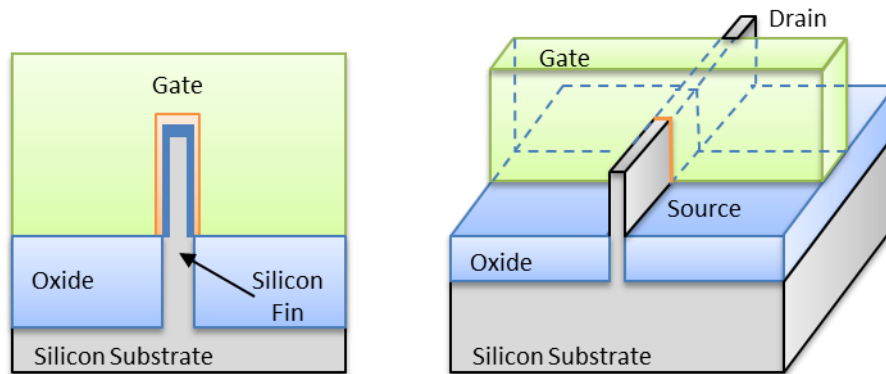 Gate
Oxide
Silicon
Fin
Silicon Substrate
Drain
Gate
Source
Oxide
Silicon Substrate